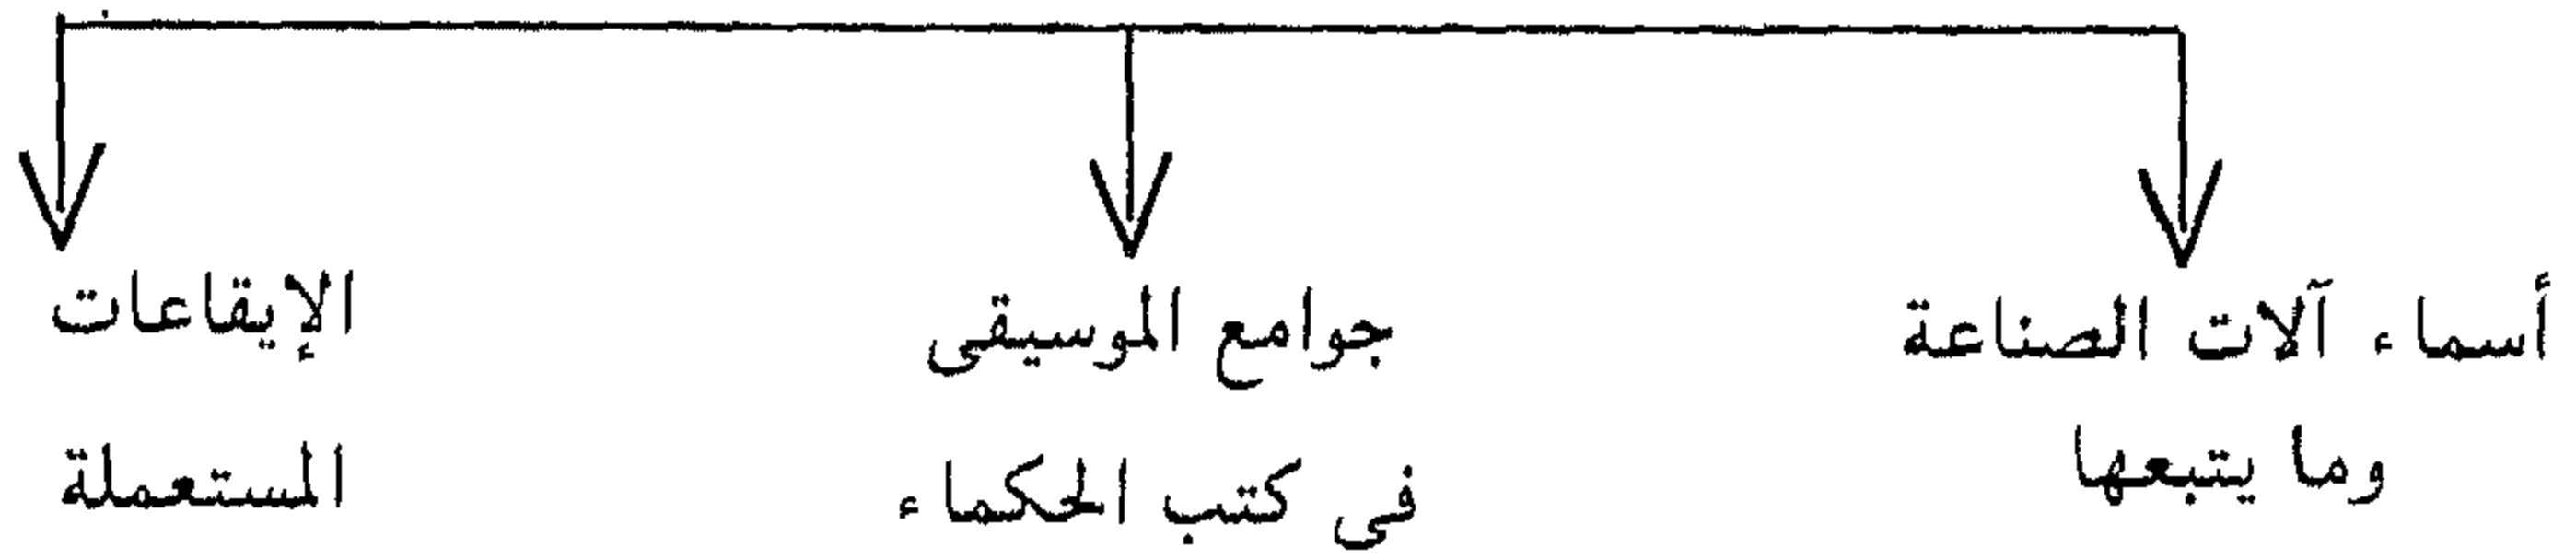 أسماء آلات الصناعة
وما يتبعها
جوامع الموسيقى
فى كتب الحكماء
الإيقاعات
المستعملة